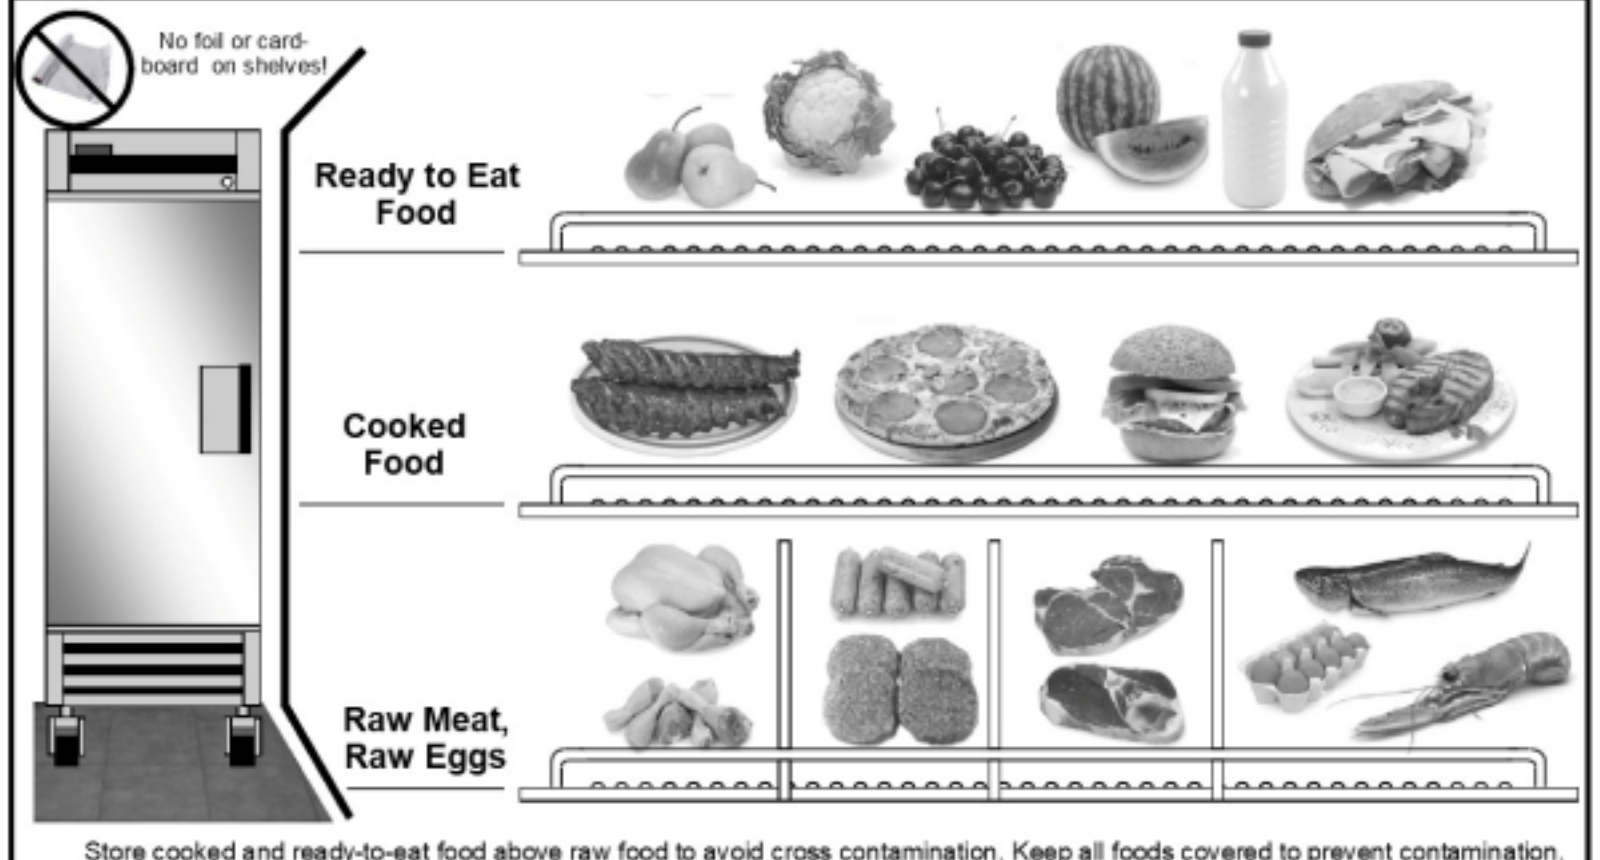 No foil or card-
board on shelves!
Ready to Eat
Food
Cooked
Food
Raw Meat,
Raw Eggs
Store cooked and ready-to-eat food above raw food to avoid cross contamination. Keep all foods covered to prevent contamination.